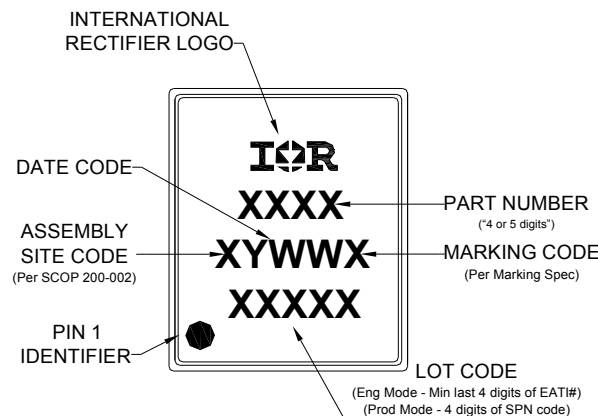 INTERNATIONAL
RECTIFIER LOGO
IOR
DATE CODE
XXXX
PART NUMBER
(“4 or 5 digits”)
ASSEMBLY
SITE CODE
(Per SCOP 200-002)
XYWWX
MARKING CODE
(Per Marking Spec)
XXXXX
PIN 1
IDENTIFIER
LOT CODE
(Eng Mode - Min last 4 digits of EATI#)
(Prod Mode - 4 digits of SPN code)